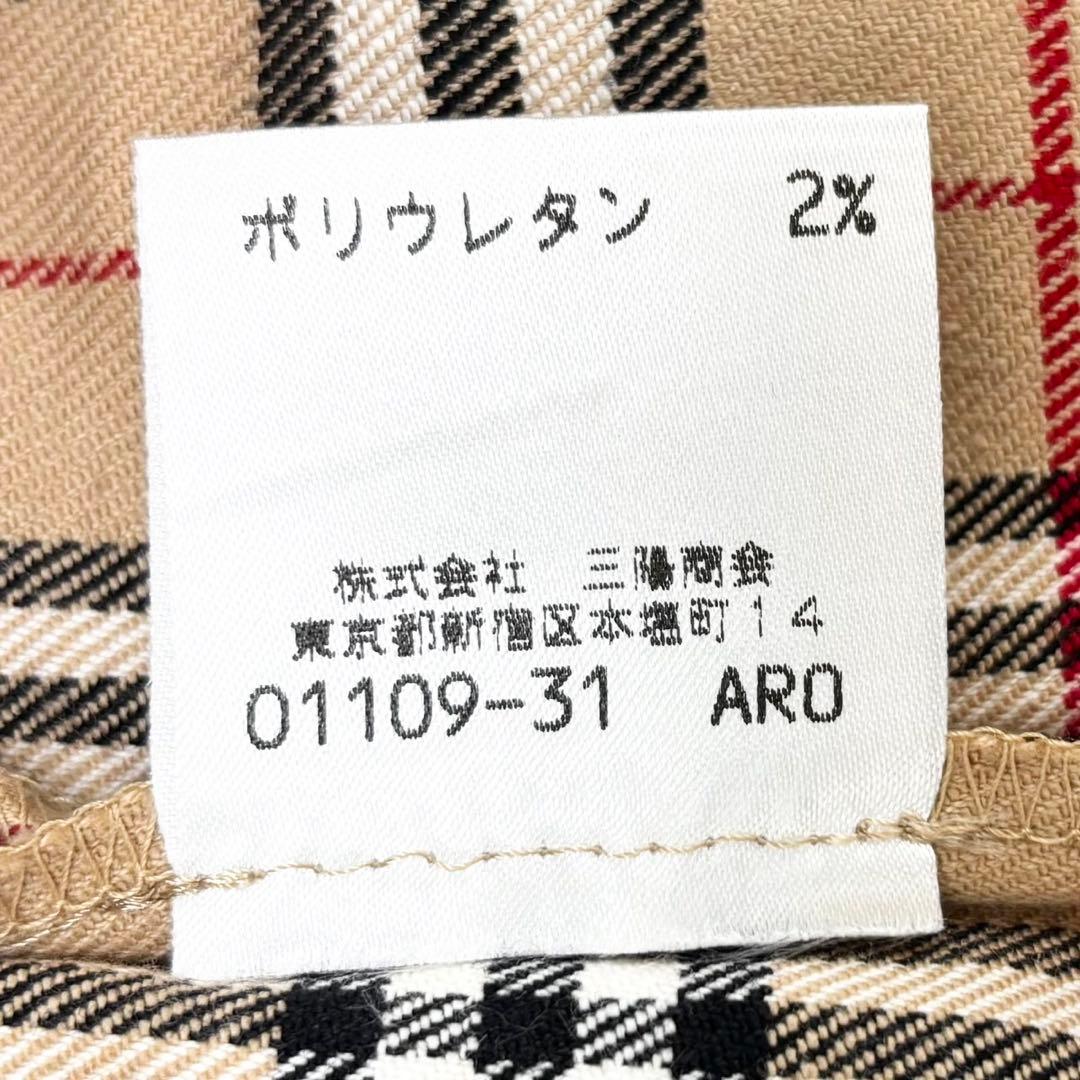 ポリウレタン 2%
株式会社 三陽商会
東京都新宿区本塩町14
01109-31 ARO